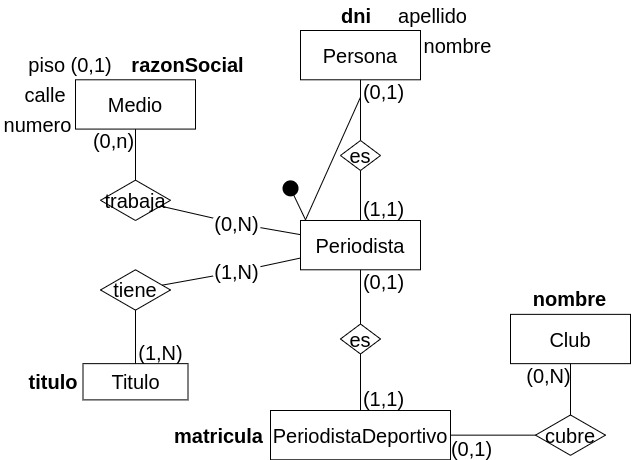 dni apellido
Persona nombre
piso (0,1) razonSocial
calle Medio
numero
(0,n)
(0,1)
es
trabaja
(0,N)
(1,1)
Periodista
(1,N)
tiene
(0,1)
nombre
es
Club
(1,N)
titulo Titulo
(0,N)
(1,1)
matricula PeriodistaDeportivo
(0,1)
cubre